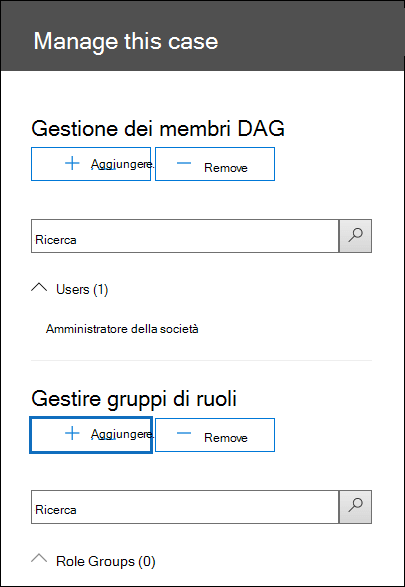 Manage this case
Gestione dei membri DAG
Aggiungere. Remove
Ricerca
Users (1)
Amministratore della società
Gestire gruppi di ruoli
Aggiungere. Remove
Ricerca
Role Groups (0)